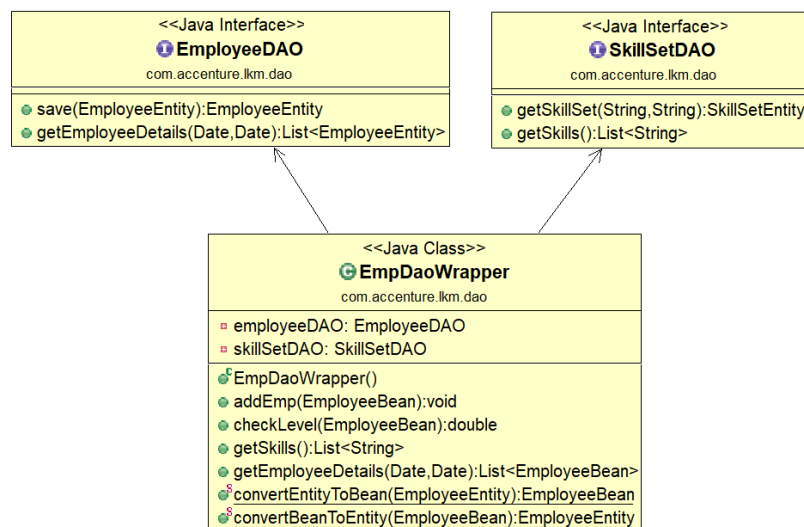 <<Java Interface>>
EmployeeDAO
com.accenture.lkm.dao
save(EmployeeEntity):EmployeeEntity
getEmployeeDetails(Date,Date):List<EmployeeEntity>
<<Java Interface>>
SkillSetDAO
com.accenture.lkm.dao
getSkillSet(String,String):SkillSetEntity
getSkills():List<String>
<<Java Class>>
EmpDaoWrapper
com.accenture.lkm.dao
employeeDAO: EmployeeDAO
skillSetDAO: SkillSetDAO
EmpDaoWrapper()
addEmp(EmployeeBean):void
checkLevel(EmployeeBean):double
getSkills():List<String>
getEmployeeDetails(Date,Date):List<EmployeeBean>
convertEntityToBean(EmployeeEntity):EmployeeBean
convertBeanToEntity(EmployeeBean):EmployeeEntity